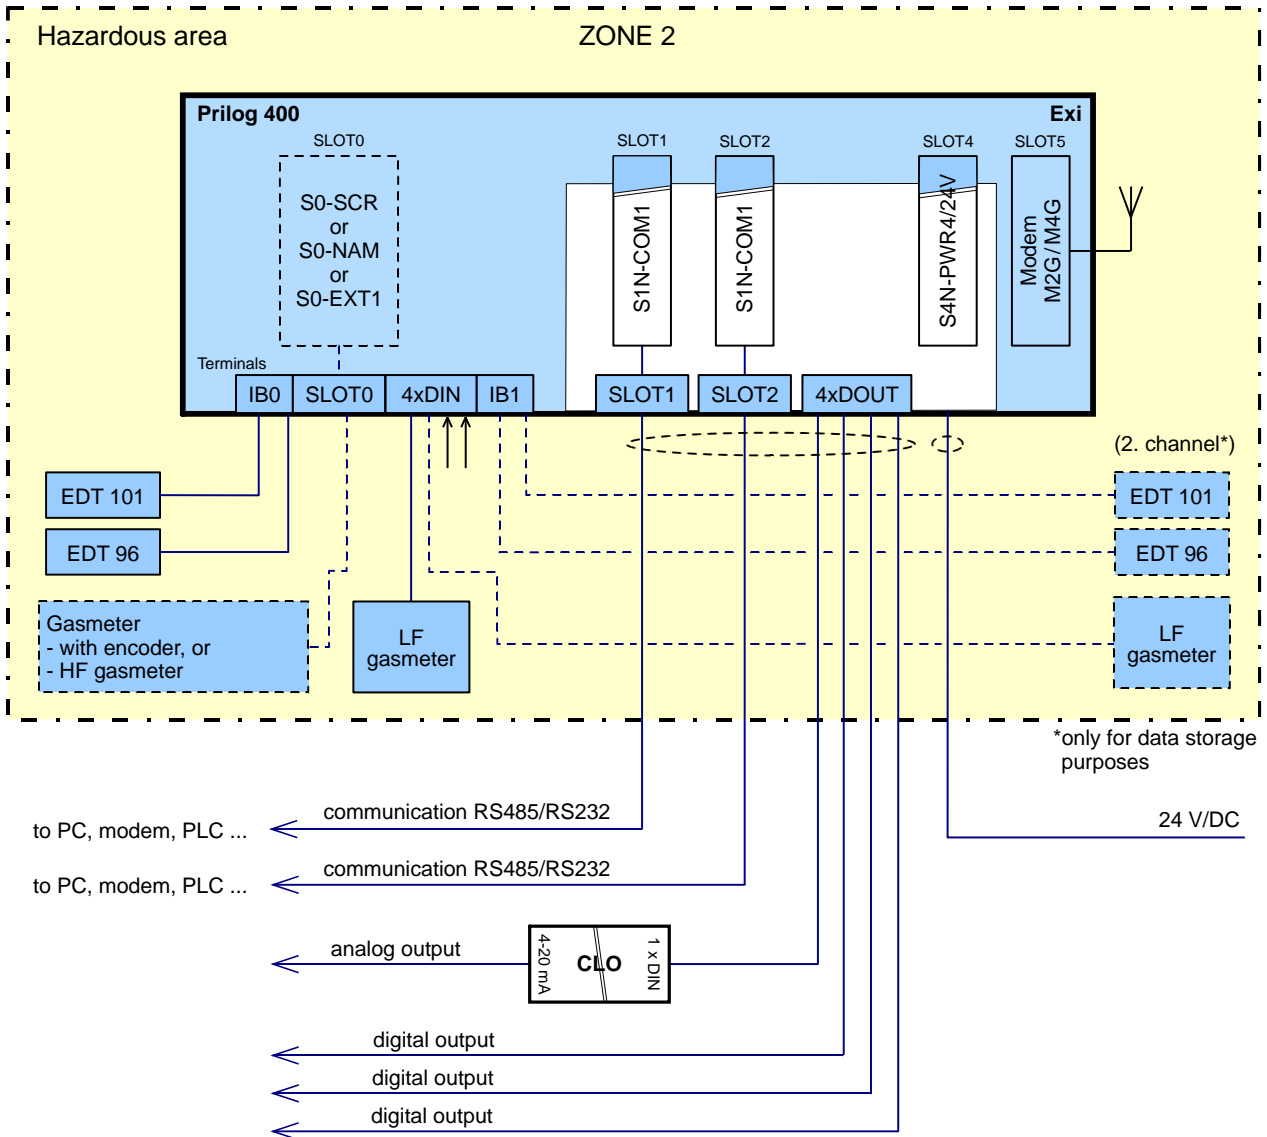 Hazardous area
ZONE 2
Prilog 400
Exi
SLOT0
SLOT1
SLOT2
SLOT4
SLOT5
S0-SCR
or
S0-NAM
or
S0-EXT1
S1N-COM1
S1N-COM1
S4N-PWR4/24V
Modem
M2G/M4G
Terminals
IB0
SLOT0
4xDIN
IB1
SLOT1
SLOT2
4xDOUT
(2. channel*)
EDT 101
EDT 101
EDT 96
EDT 96
Gasmeter
- with encoder, or
- HF gasmeter
LF
gasmeter
LF
gasmeter
*only for data storage
purposes
communication RS485/RS232
to PC, modem, PLC ...
24 V/DC
communication RS485/RS232
to PC, modem, PLC ...
analog output
4-20 mA
CLO
1 x DIN
digital output
digital output
digital output